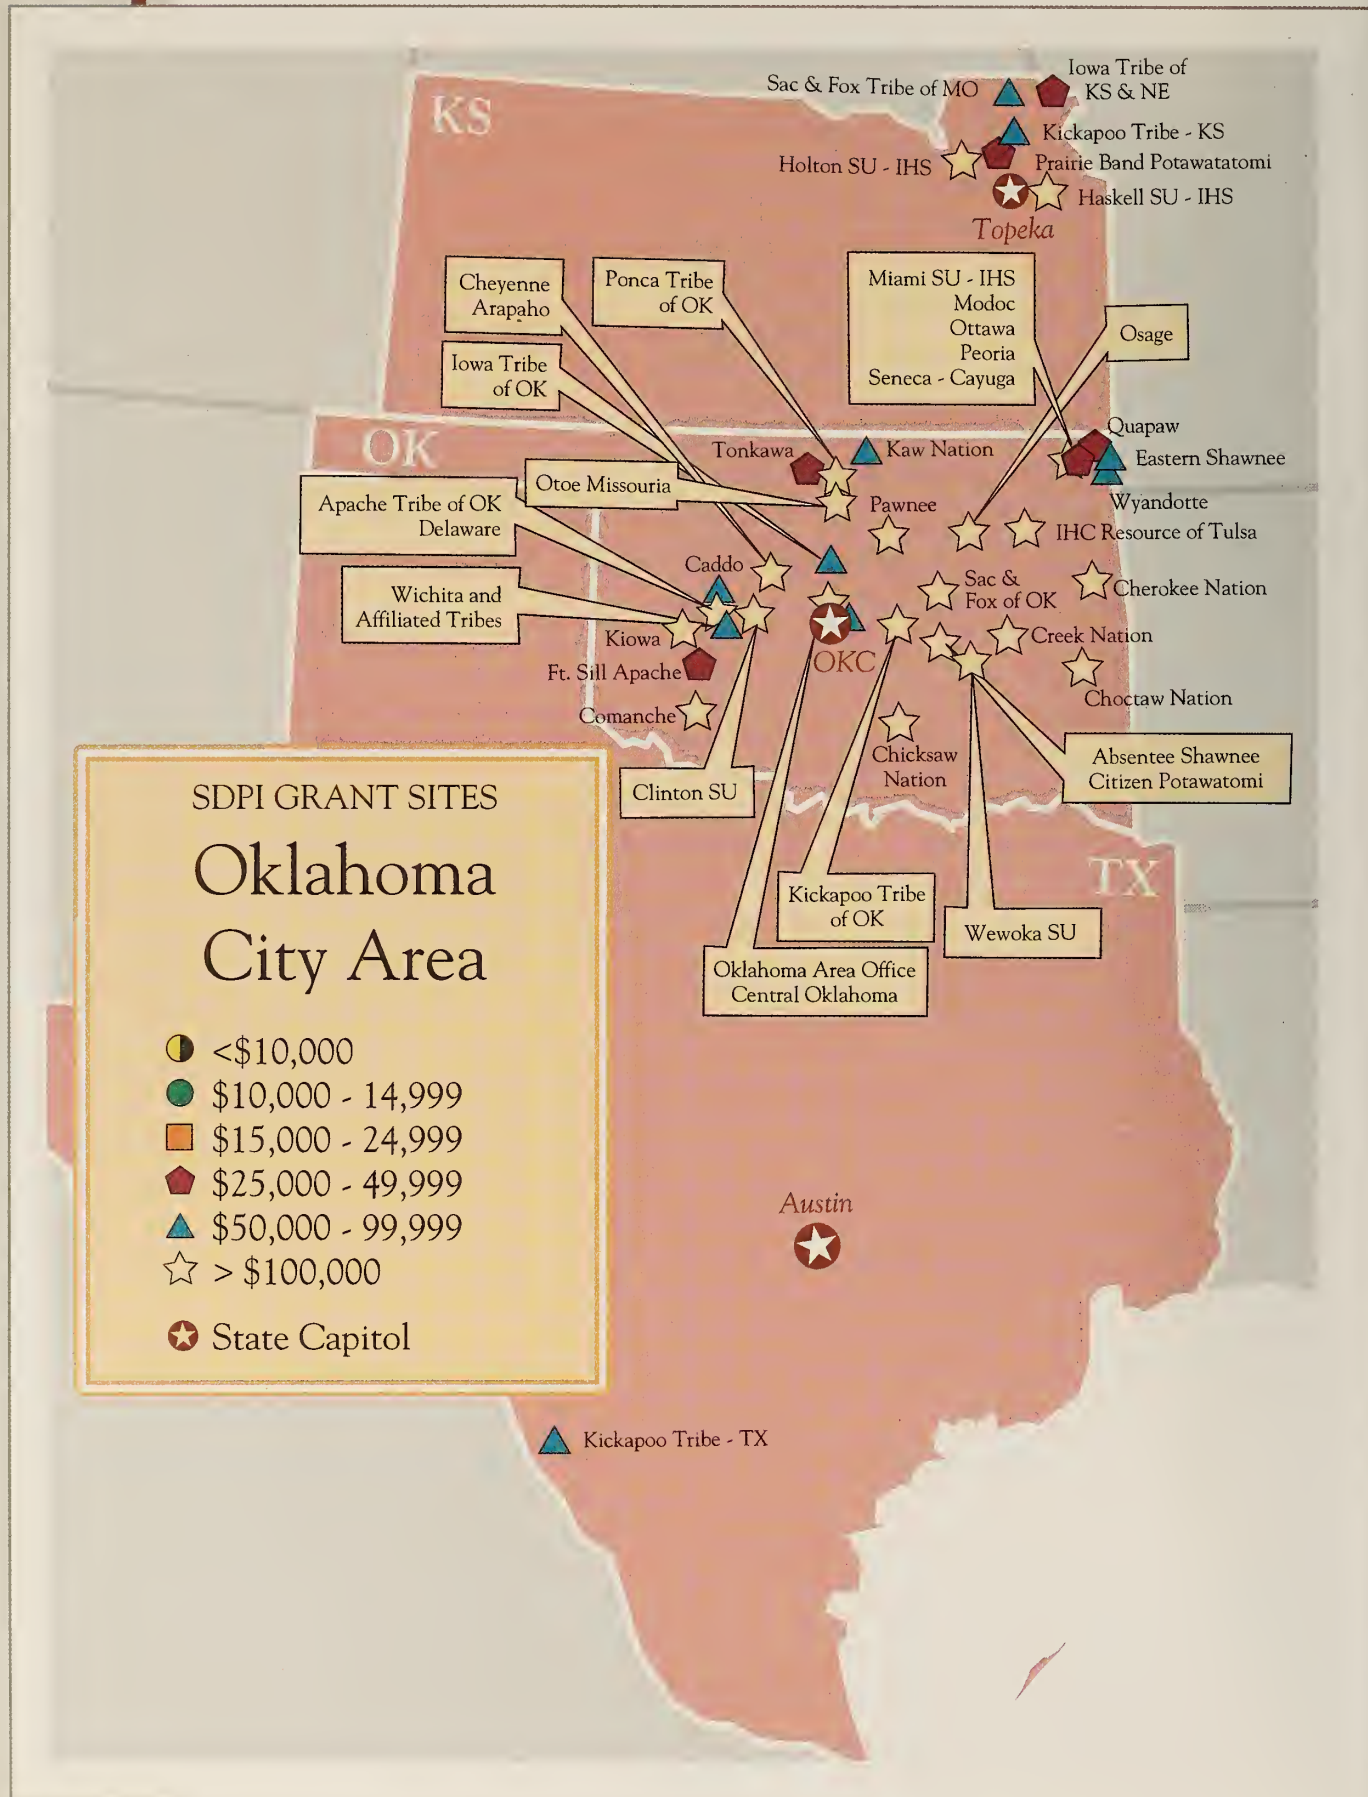 Iowa Tribe of
KS & NE
Sac & Fox Tribe of MO
KS
Kickapoo Tribe - KS
Holton SU - IHS
Prairie Band Potawatatomi
Haskell SU - IHS
Topeka
Cheyenne
Arapaho
Ponca Tribe
of OK
Miami SU - IHS
Modoc
Ottawa
Peoria
Seneca - Cayuga
Osage
Iowa Tribe
of OK
Quapaw
OK
Tonkawa
Kaw Nation
Eastern Shawnee
Otoe Missouria
Wyandotte
Apache Tribe of OK
Delaware
Pawnee
IHC Resource of Tulsa
Caddo
Sac &
Fox of OK
Cherokee Nation
Wichita and
Affiliated Tribes
Kiowa
Creek Nation
OKC
Ft. Sill Apache
Choctaw Nation
Comanche
Chicksaw
Nation
Absentee Shawnee
Citizen Potawatomi
Clinton SU
TX
Kickapoo Tribe
of OK
Wewoka SU
Oklahoma Area Office
Central Oklahoma
SDPI GRANT SITES
Oklahoma
City Area
<$10,000
$10,000 - 14,999
$15,000 - 24,999
$25,000 - 49,999
$50,000 - 99,999
> $100,000
State Capitol
Austin
Kickapoo Tribe - TX